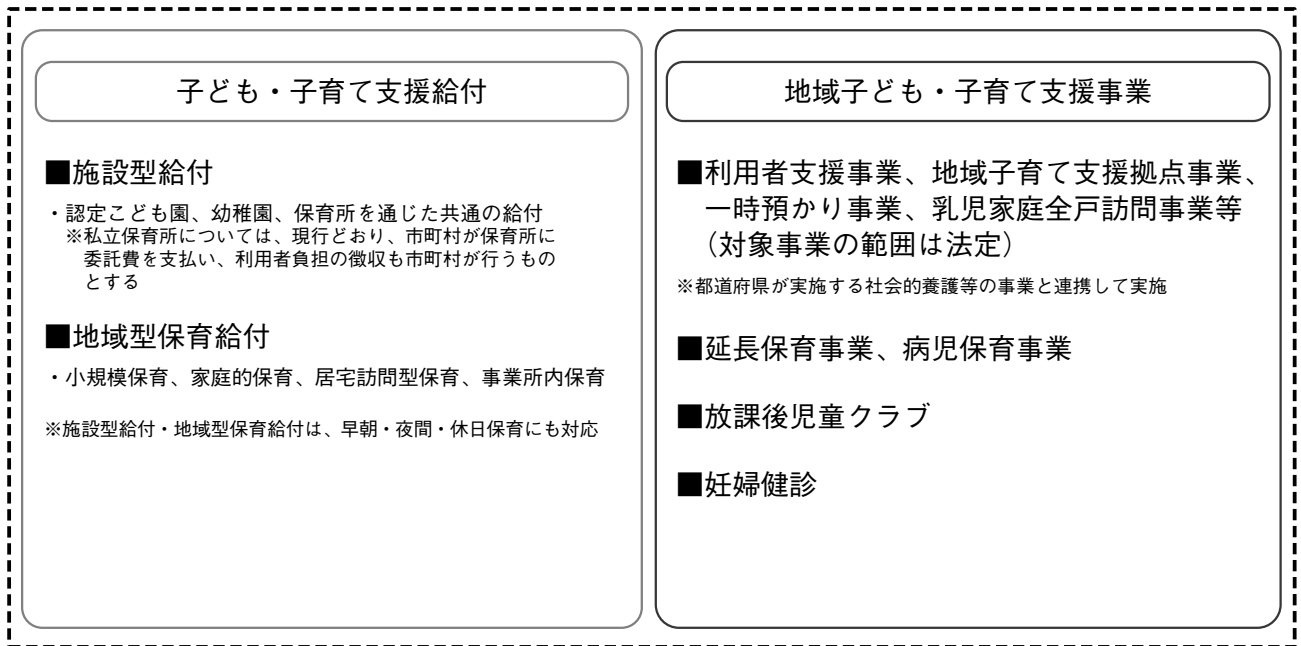 子ども・子育て支援給付
■施設型給付
・認定こども園、幼稚園、保育所を通じた共通の給付
※私立保育所については、現行どおり、市町村が保育所に
委託費を支払い、利用者負担の徴収も市町村が行うもの
とする
■地域型保育給付
・小規模保育、家庭的保育、居宅訪問型保育、事業所内保育
※施設型給付・地域型保育給付は、早朝・夜間・休日保育にも対応
地域子ども・子育て支援事業
■利用者支援事業、地域子育て支援拠点事業、
一時預かり事業、乳児家庭全戸訪問事業等
（対象事業の範囲は法定）
※都道府県が実施する社会的養護等の事業と連携して実施
■延長保育事業、病児保育事業
■放課後児童クラブ
■妊婦健診